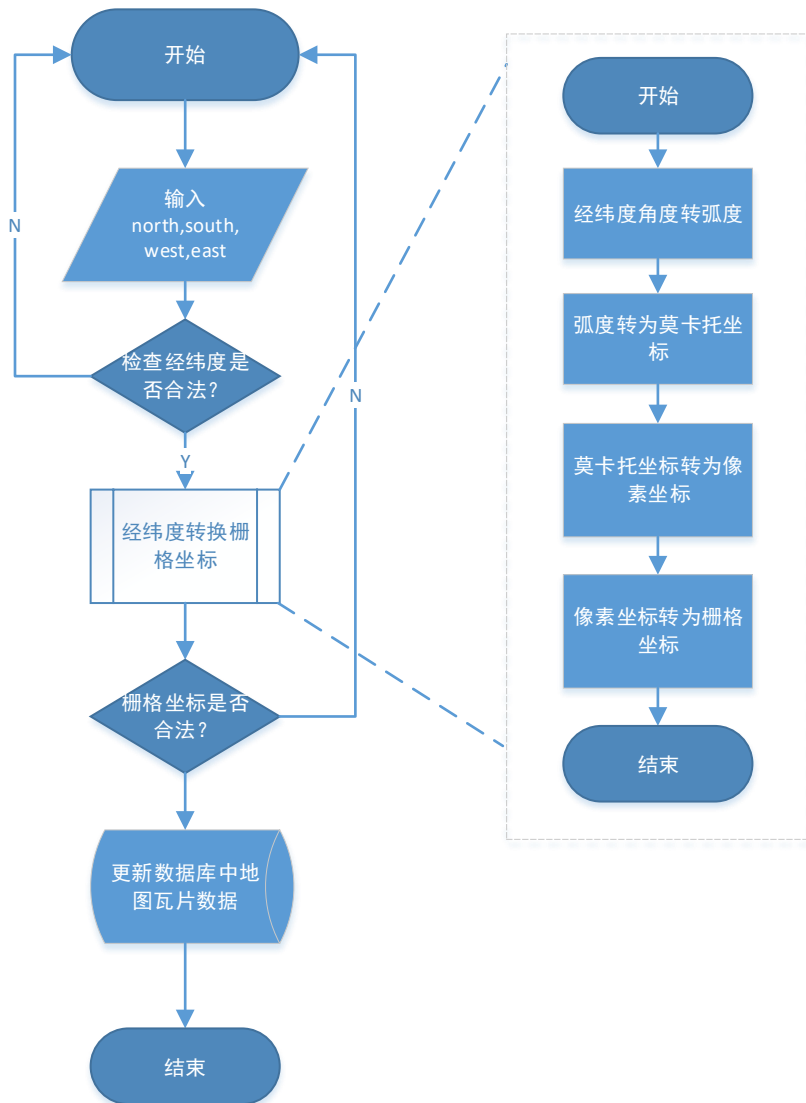 开始
输入
north,south,
west,east
N
检查经纬度是
否合法？
N
Y
经纬度转换栅
格坐标
栅格坐标是否
合法？
更新数据库中地
图瓦片数据
结束
开始
经纬度角度转弧度
弧度转为莫卡托坐
标
莫卡托坐标转为像
素坐标
像素坐标转为栅格
坐标
结束